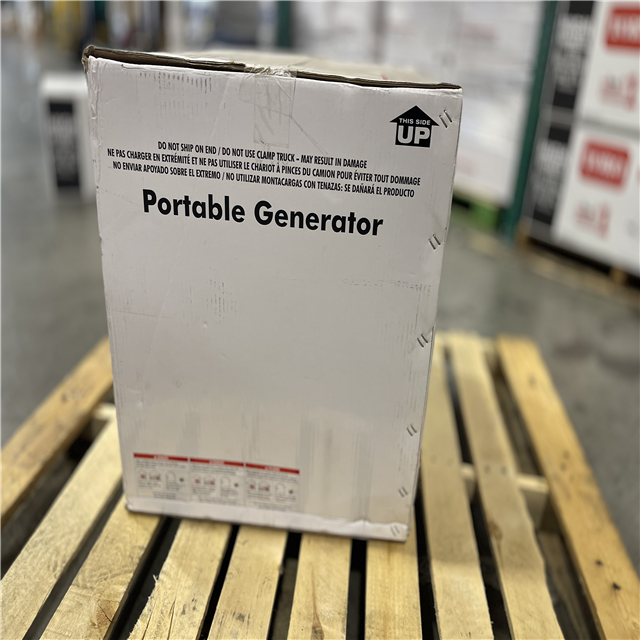 THIS SIDE
UP
DO NOT SHIP ON END / DO NOT USE CLAMP TRUCK – MAY RESULT IN DAMAGE
NE PAS CHARGER EN EXTRÉMITÉ ET NE PAS UTILISER LE CHARIOT À PINCES DU CAMION POUR ÉVITER TOUT DOMMAGE
NO ENVIAR APOYADO SOBRE EL EXTREMO / NO UTILIZAR MONTACARGAS CON TENAZAS: SE DAÑARÁ EL PRODUCTO
Portable Generator